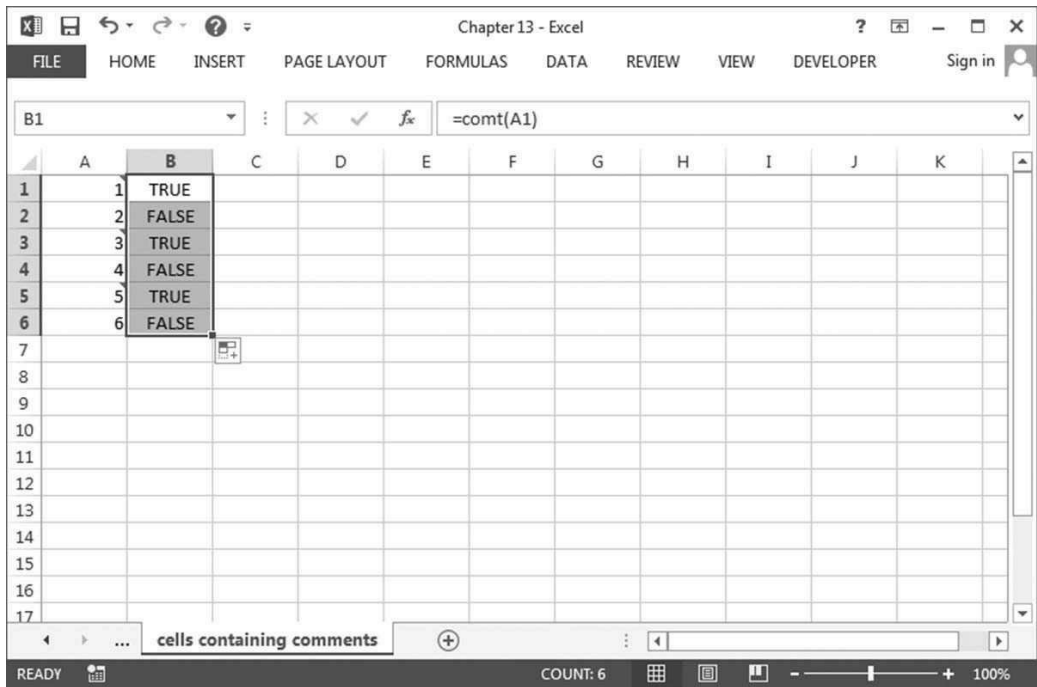 Chapter 13 - Excel
FILE HOME INSERT PAGE LAYOUT FORMULAS DATA REVIEW VIEW DEVELOPER Sign in
B1 fx =comt(A1)
A B C D E F G H I J K
1 1 TRUE
2 2 FALSE
3 3 TRUE
4 4 FALSE
5 5 TRUE
6 6 FALSE
7
8
9
10
11
12
13
14
15
16
17
... cells containing comments
READY COUNT: 6 100%